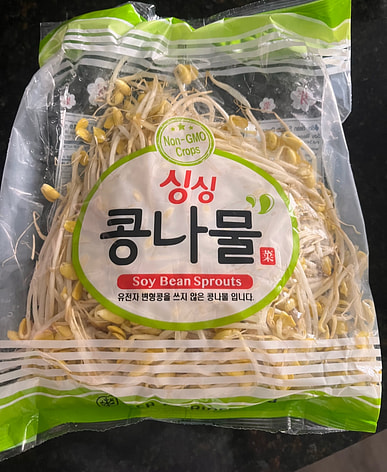 Non-GMO
Crops
싱싱
콩나물
菜
Soy Bean Sprouts
유전자 변형콩을 쓰지 않은 콩나물 입니다.